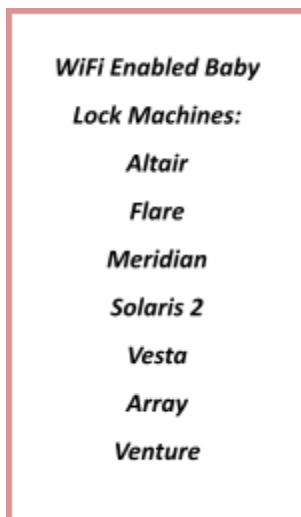 WiFi Enabled Baby
Lock Machines:
Altair
Flare
Meridian
Solaris 2
Vesta
Array
Venture